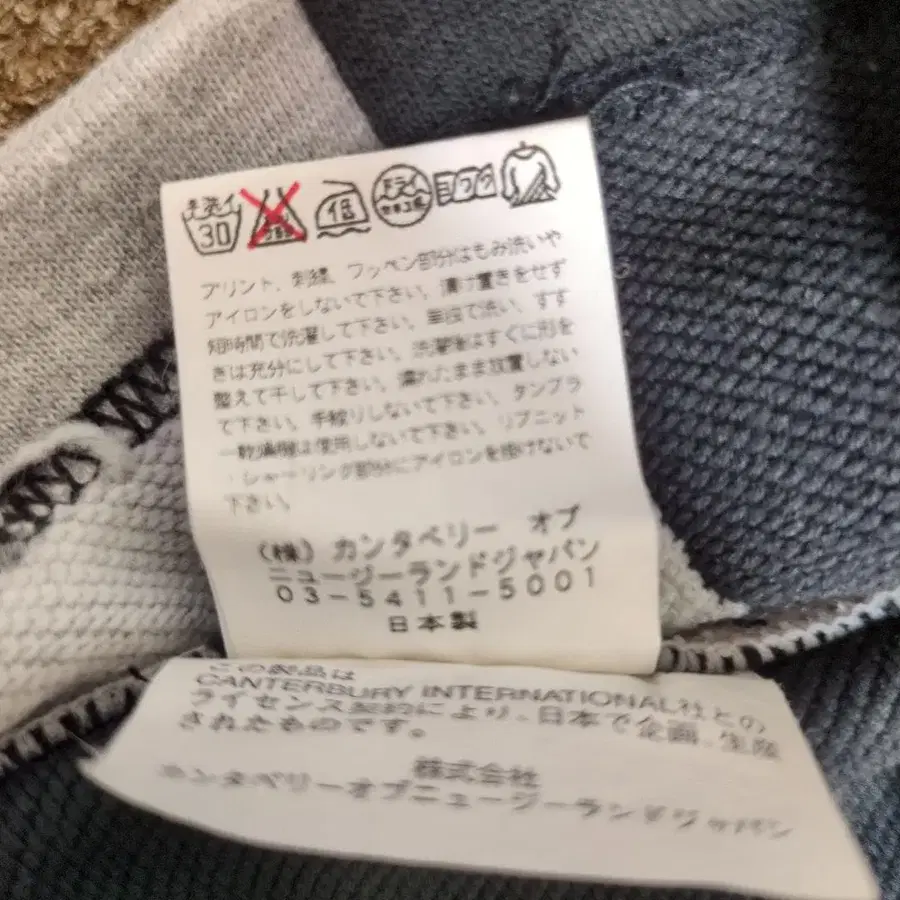 手洗イ
30
低
ドライ
セキユ系
プリント、刺繍、ワッペン部分はもみ洗いや
アイロンをしないで下さい。漬け置きをせず
短時間で洗濯して下さい。単独で洗い、すす
ぎは充分にして下さい。洗濯後はすぐに形を
整えて干して下さい。濡れたまま放置しない
で下さい。手絞りしないで下さい。タンブラ
ー乾燥機は使用しないで下さい。リブニット
・シャーリング部分にアイロンを掛けないで
下さい。
(株) カンタベリー オブ
ニュージーランドジャパン
03-5411-5001
日本製
この製品は
CANTERBURY INTERNATIONAL社との
ライセンス契約により、日本で企画、生産
されたものです。
株式会社
カンタベリーオブニュージーランドジャパン